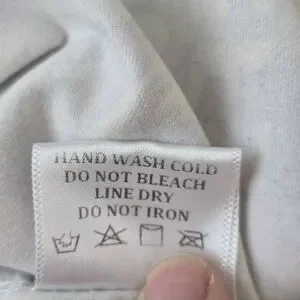 HAND WASH COLD
DO NOT BLEACH
LINE DRY
DO NOT IRON